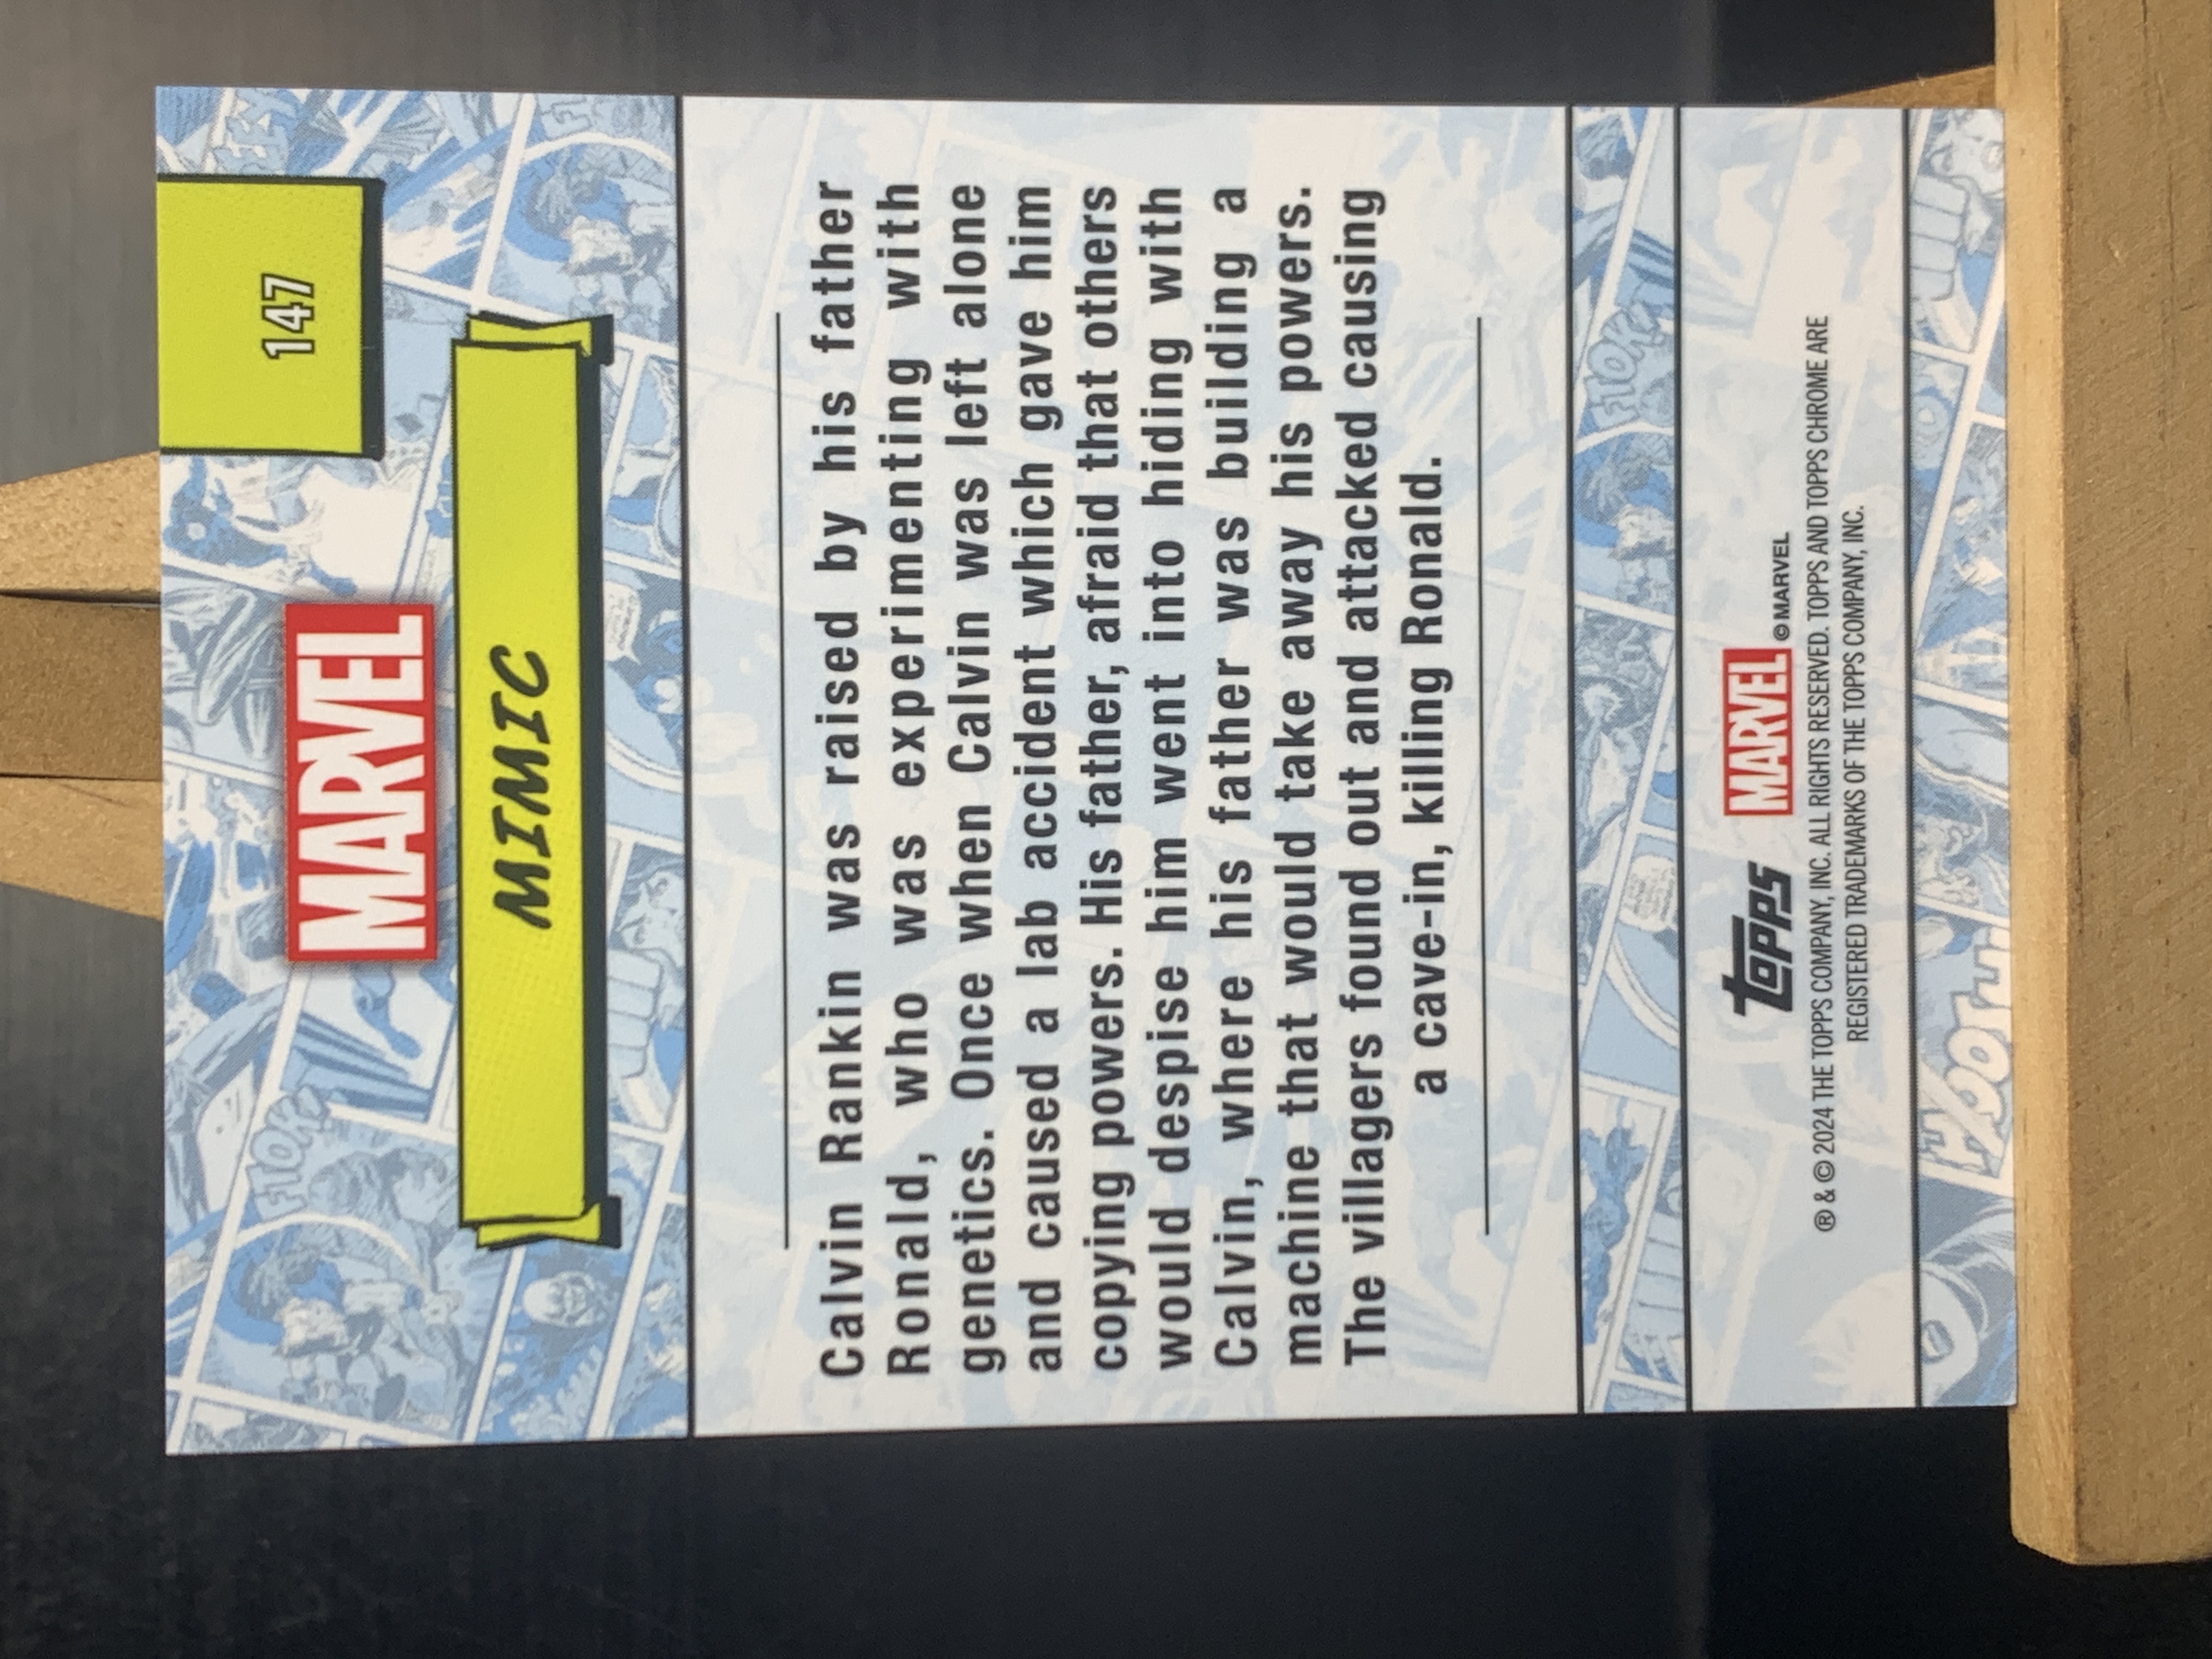 147
MARVEL
MIMIC
Calvin Rankin was raised by his father
Ronald, who was experimenting with
genetics. Once when Calvin was left alone
and caused a lab accident which gave him
copying powers. His father, afraid that others
would despise him went into hiding with
Calvin, where his father was building a
machine that would take away his powers.
The villagers found out and attacked causing
a cave-in, killing Ronald.
FTOK!
FTOK!
topps MARVEL © MARVEL
® & © 2024 THE TOPPS COMPANY, INC. ALL RIGHTS RESERVED. TOPPS AND TOPPS CHROME ARE
REGISTERED TRADEMARKS OF THE TOPPS COMPANY, INC.